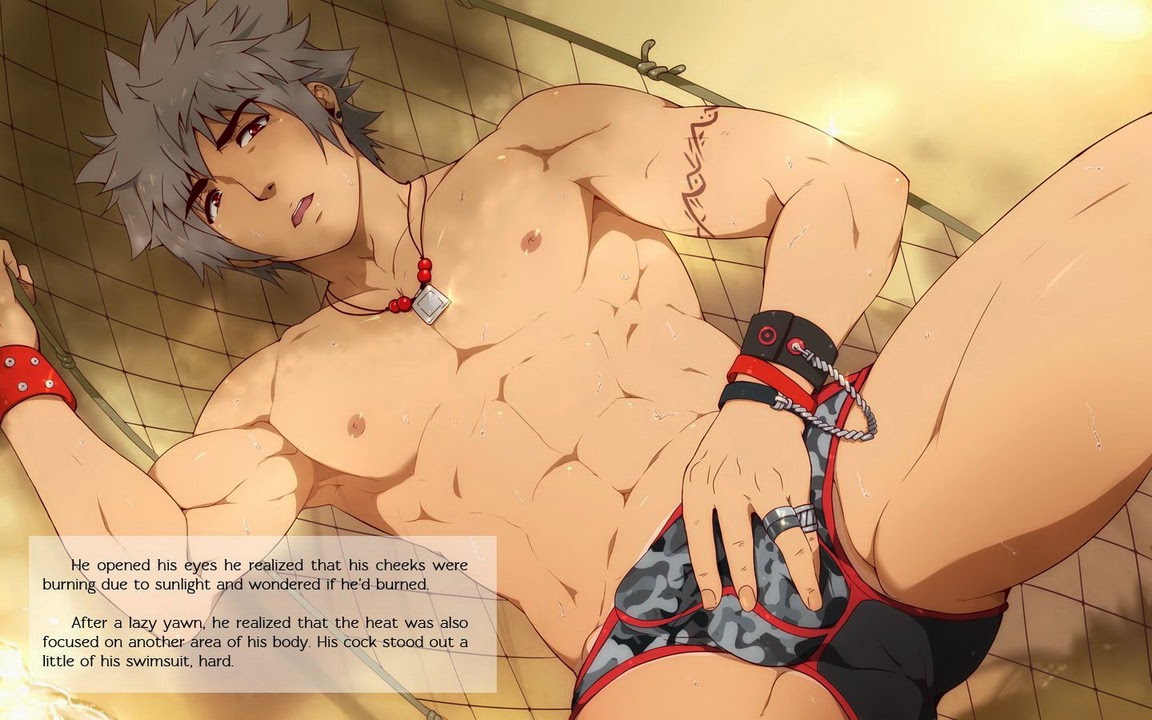 He opened his eyes he realized that his cheeks were
burning due to sunlight and wondered if he'd burned.
After a lazy yawn, he realized that the heat was also
focused on another area of his body. His cock stood out a
little of his swimsuit, hard.